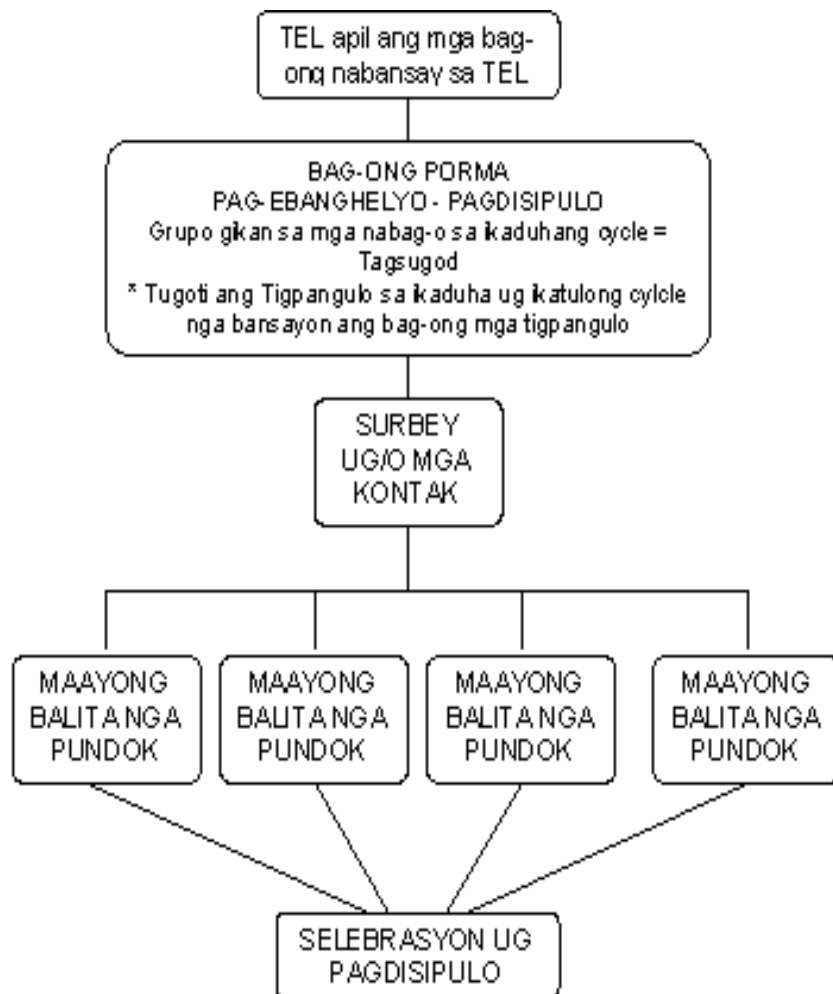 TEL apil ang mga bag-
ong nabansay sa TEL
BAG-ONG PORMA
PAG-EBANGHELYO - PAGDISIPULO
Grupo gikan sa mga nabag-o sa ikaduhang cycle =
Tagsugod
* Tugoti ang Tigpangulo sa ikaduha ug ikatulong cylcle
nga bansayon ang bag-ong mga tigpangulo
SURBEY
UG/O MGA
KONTAK
MAAYONG
BALITA NGA
PUNDOK
MAAYONG
BALITA NGA
PUNDOK
MAAYONG
BALITA NGA
PUNDOK
MAAYONG
BALITA NGA
PUNDOK
SELEBRASYON UG
PAGDISIPULO